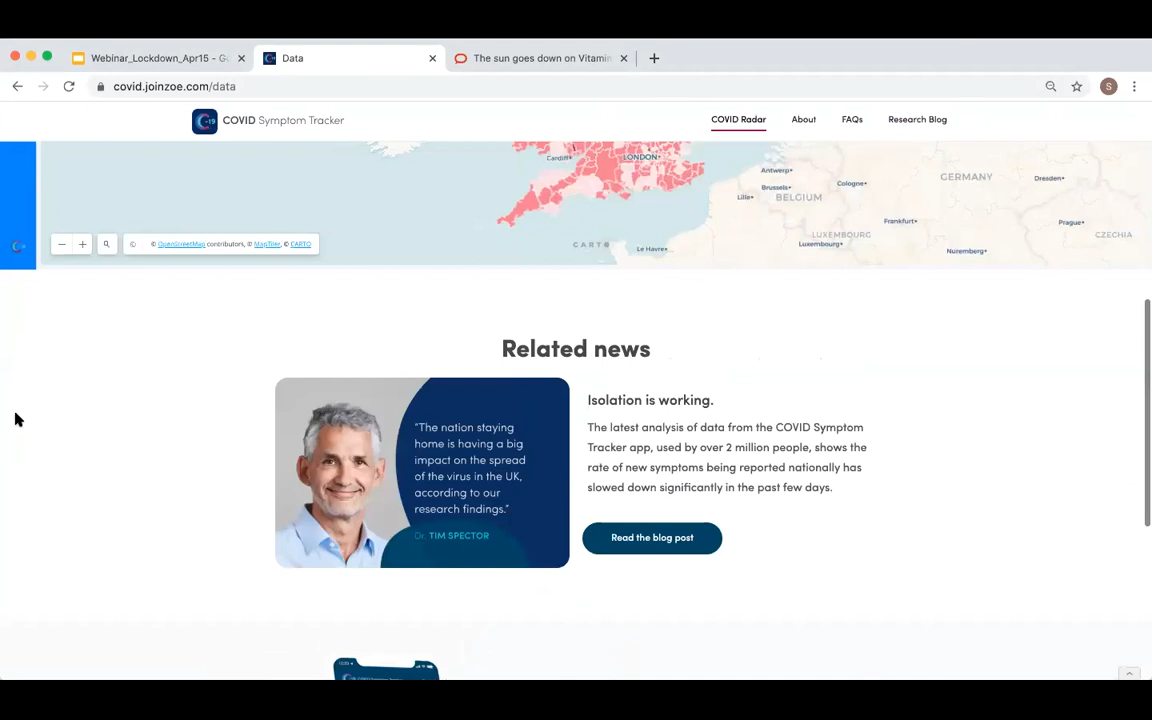 Webinar_Lockdown_Apr15 - G
Data
The sun goes down on Vitamin
covid.joinzoe.com/data
S
COVID Symptom Tracker
COVID Radar
About
FAQs
Research Blog
Cardiff
LONDON
Antwerp
Brussels
BELGIUM
Lille
Cologne
GERMANY
Dresden
Frankfurt
Prague
LUXEMBOURG
Luxembourg
CZECHIA
Nuremberg
CARTO
Le Havre
© OpenStreetMap contributors, © MapTiler, © CARTO
Related news
"The nation staying
home is having a big
impact on the spread
of the virus in the UK,
according to our
research findings."
Dr. TIM SPECTOR
Isolation is working.
The latest analysis of data from the COVID Symptom
Tracker app, used by over 2 million people, shows the
rate of new symptoms being reported nationally has
slowed down significantly in the past few days.
Read the blog post